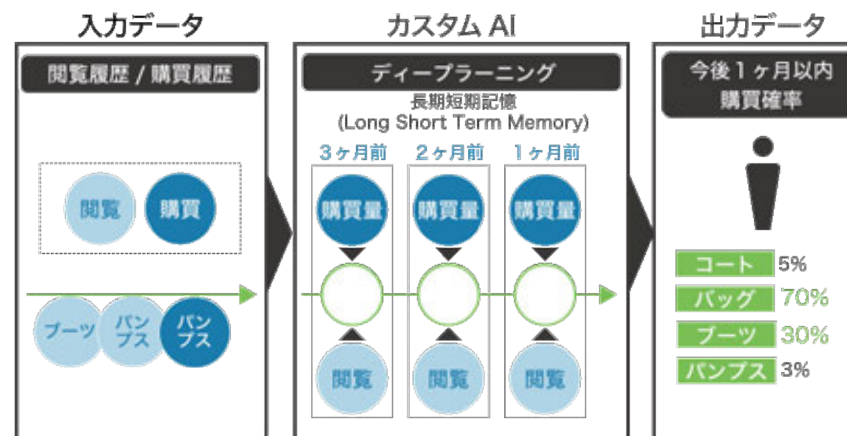 入力データ
カスタム AI
出力データ
閲覧履歴 / 購買履歴
閲覧
購買
ブーツ
パン
プス
パン
プス
ディープラーニング
長期短期記憶
(Long Short Term Memory)
3ヶ月前
2ヶ月前
1ヶ月前
購買量
購買量
購買量
閲覧
閲覧
閲覧
今後1ヶ月以内
購買確率
コート 5%
バッグ 70%
ブーツ 30%
パンプス 3%